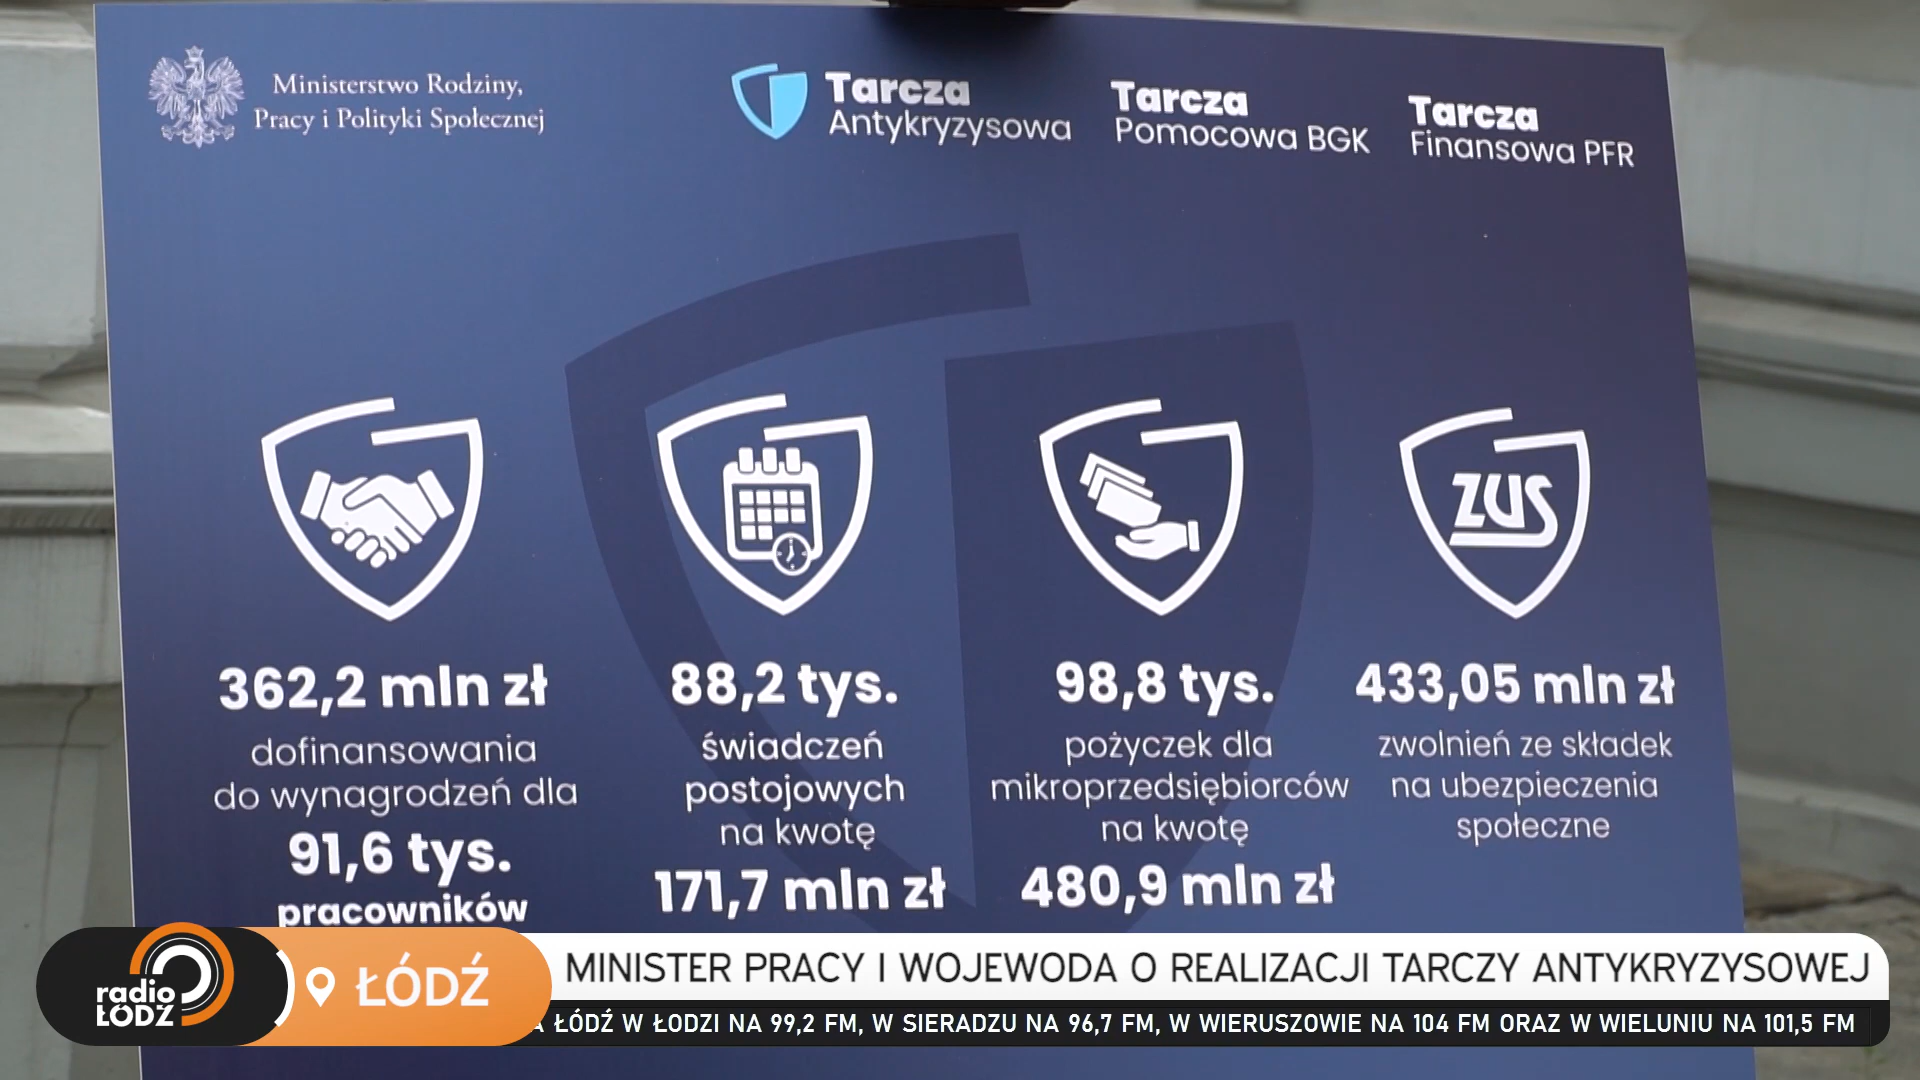 Ministerstwo Rodziny,
Pracy i Polityki Społecznej
Tarcza
Antykryzysowa
Tarcza
Pomocowa BGK
Tarcza
Finansowa PFR
ZUS
362,2 mln zł
dofinansowania
do wynagrodzeń dla
91,6 tys.
pracowników
88,2 tys.
świadczeń
postojowych
na kwotę
171,7 mln zł
98,8 tys.
pożyczek dla
mikroprzedsiębiorców
na kwotę
480,9 mln zł
433,05 mln zł
zwolnień ze składek
na ubezpieczenia
społeczne
radio
ŁÓDŹ
ŁÓDŹ
MINISTER PRACY I WOJEWODA O REALIZACJI TARCZY ANTYKRYZYSOWEJ
ŁÓDŹ W ŁODZI NA 99,2 FM, W SIERADZU NA 96,7 FM, W WIERUSZOWIE NA 104 FM ORAZ W WIELUNIU NA 101,5 FM